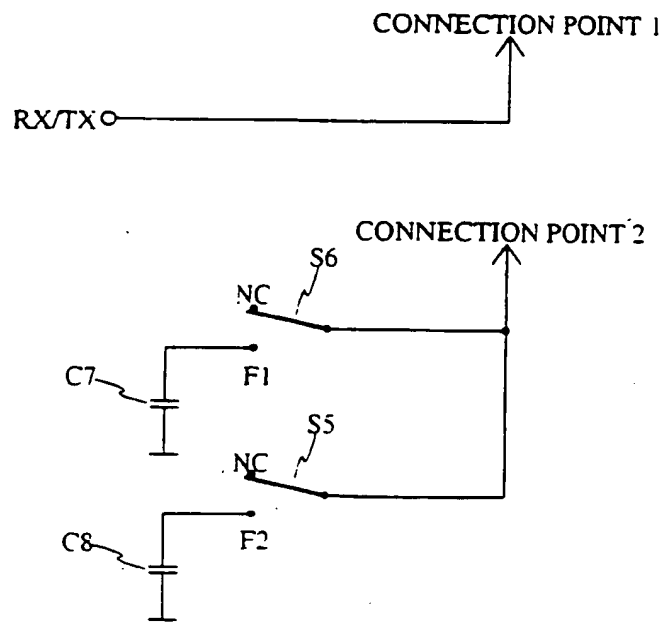 CONNECTION POINT 1
RX/TX
CONNECTION POINT 2
S6
NC
C7
F1
S5
NC
C8
F2